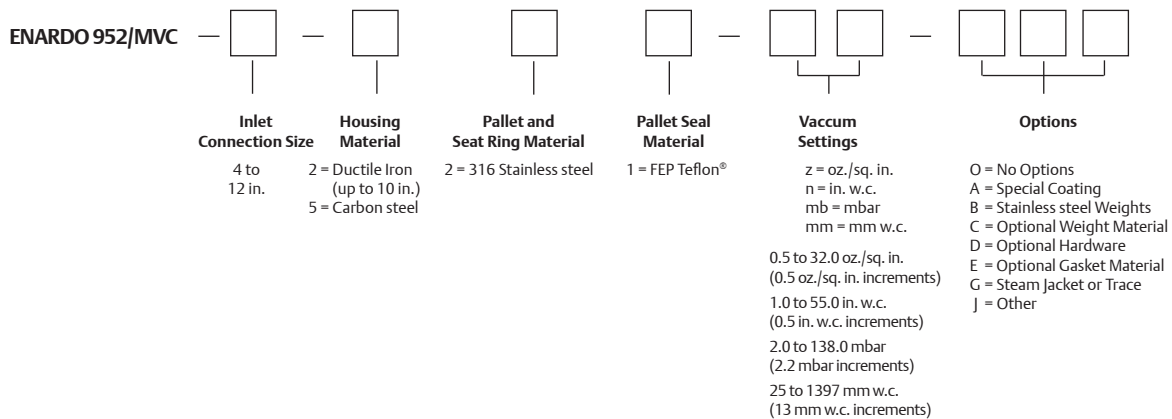 ENARDO 952/MVC — — — —
Inlet
Connection Size
4 to
12 in.
Housing
Material
2 = Ductile Iron
(up to 10 in.)
5 = Carbon steel
Pallet and
Seat Ring Material
2 = 316 Stainless steel
Pallet Seal
Material
1 = FEP Teflon®
Vaccum
Settings
z = oz./sq. in.
n = in. w.c.
mb = mbar
mm = mm w.c.
0.5 to 32.0 oz./sq. in.
(0.5 oz./sq. in. increments)
1.0 to 55.0 in. w.c.
(0.5 in. w.c. increments)
2.0 to 138.0 mbar
(2.2 mbar increments)
25 to 1397 mm w.c.
(13 mm w.c. increments)
Options
O = No Options
A = Special Coating
B = Stainless steel Weights
C = Optional Weight Material
D = Optional Hardware
E = Optional Gasket Material
G = Steam Jacket or Trace
J = Other